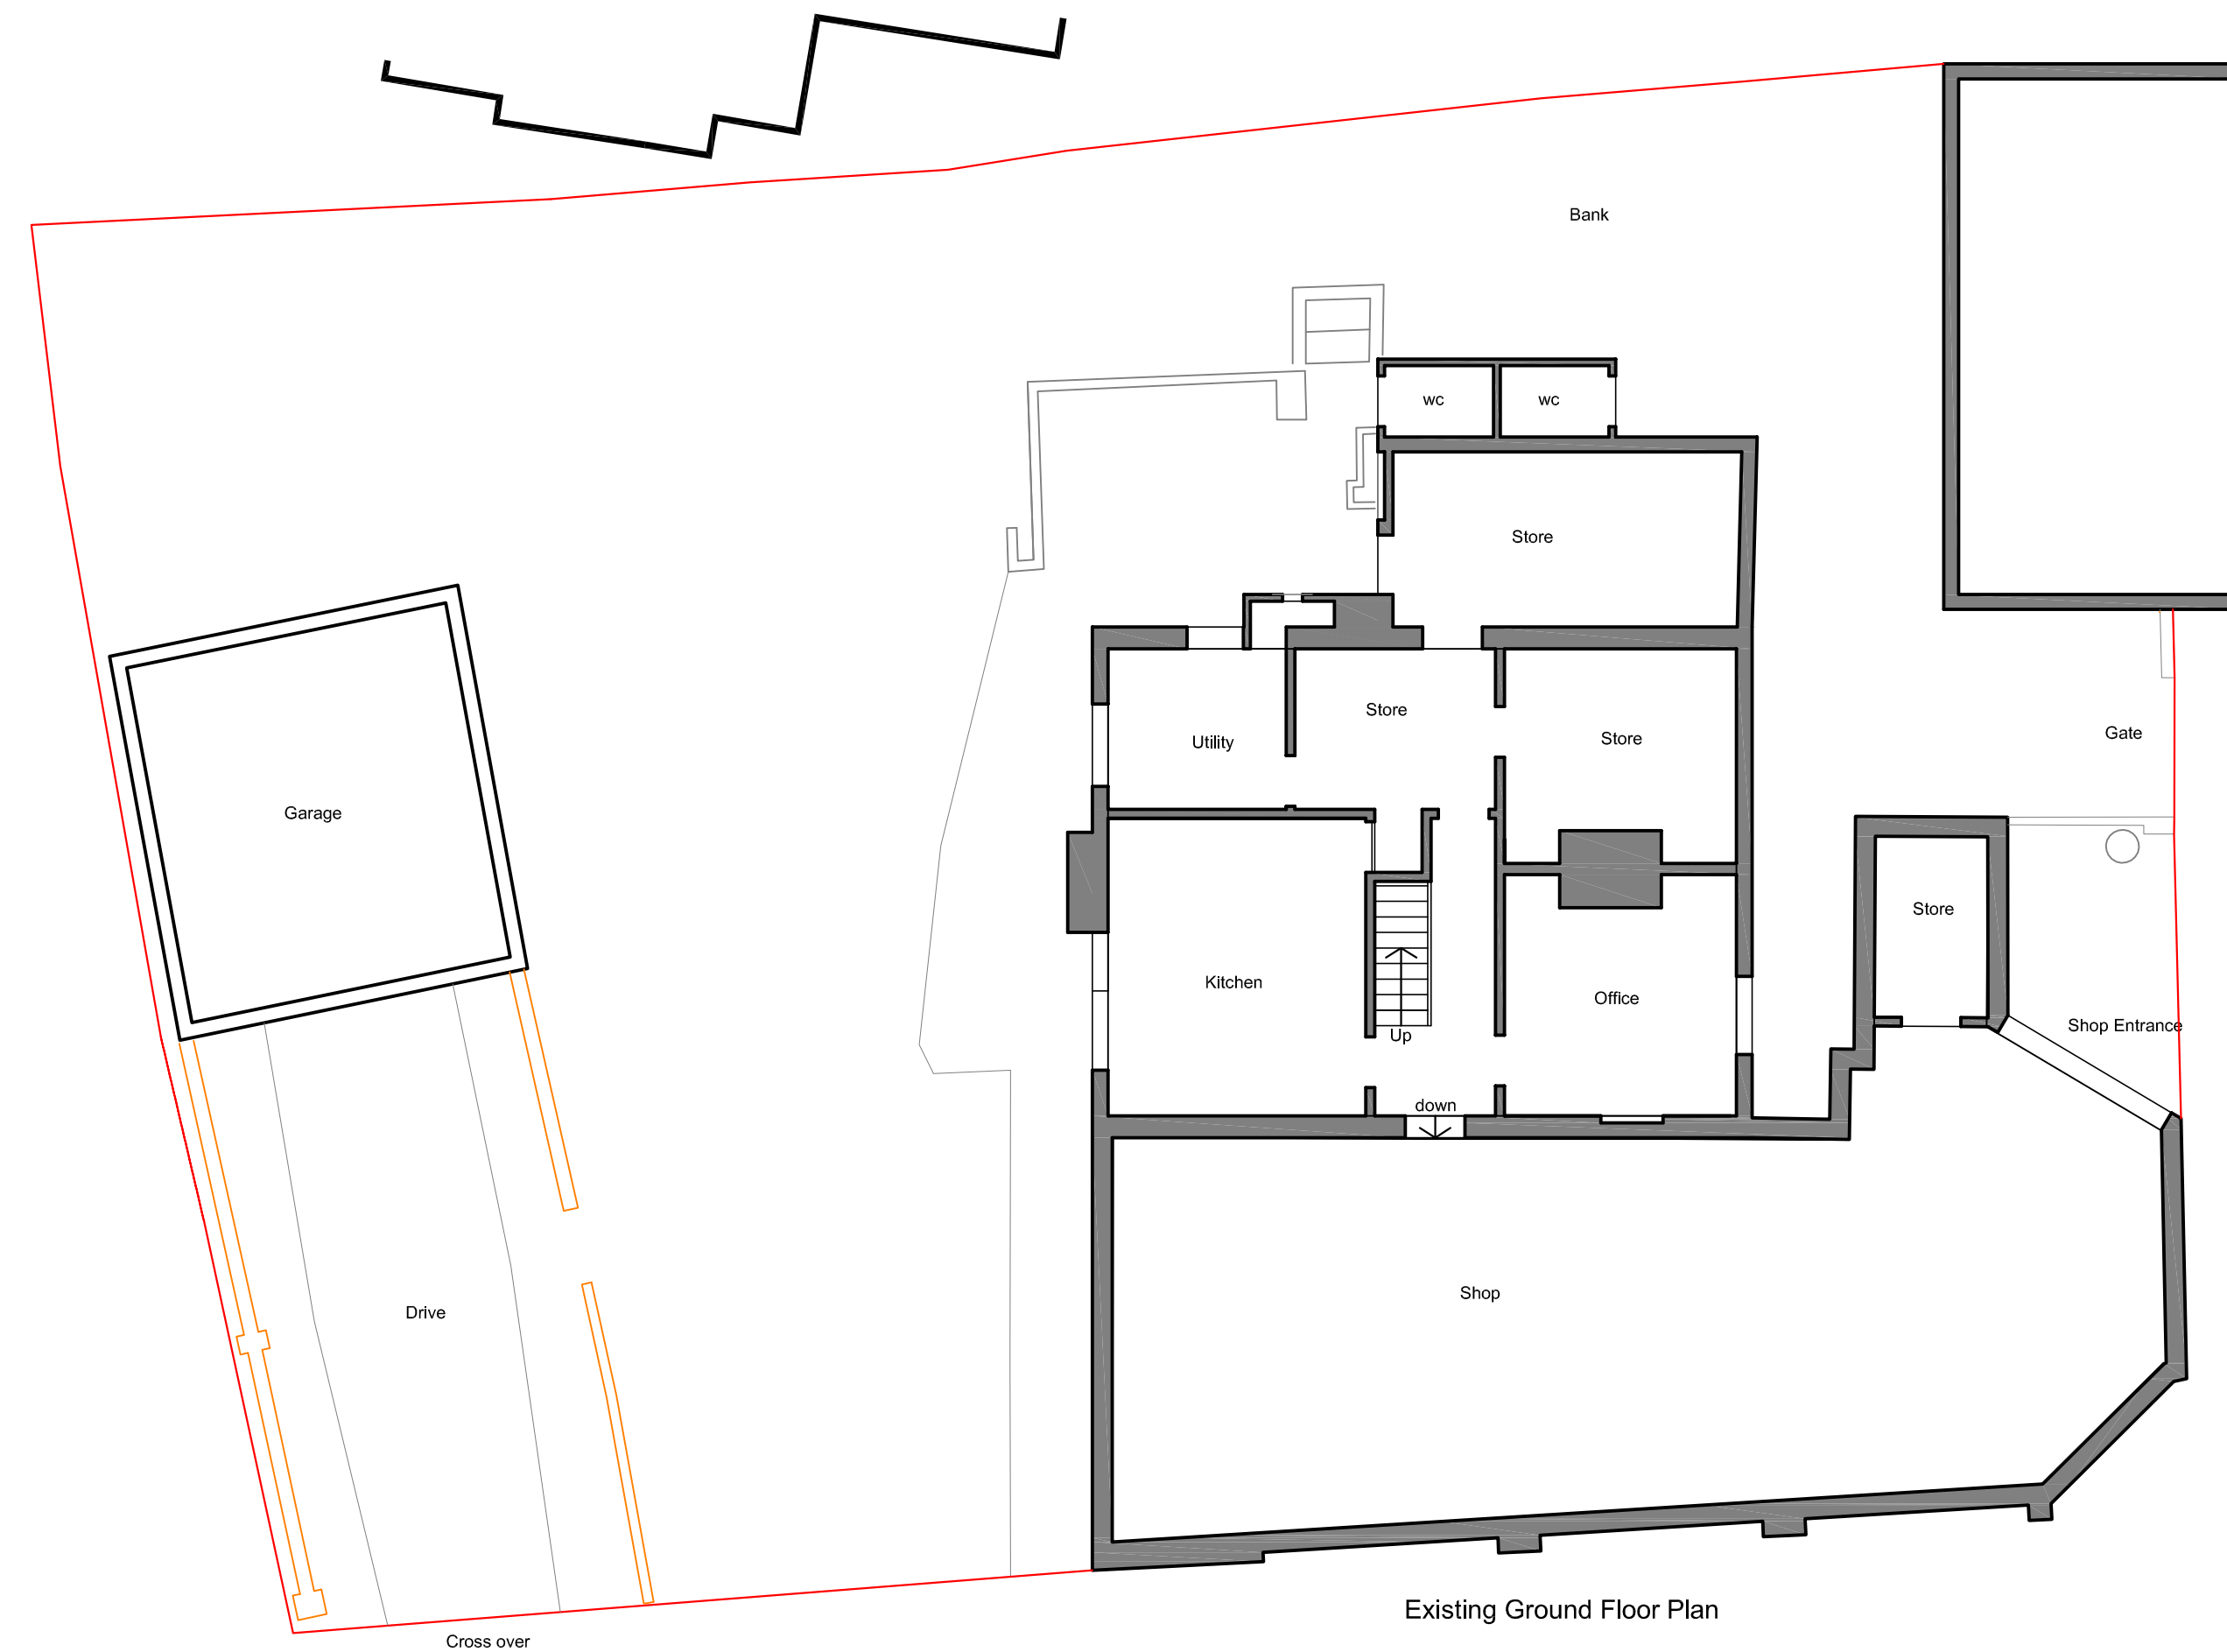 Bank
wc
wc
Store
Store
Utility
Store
Gate
Garage
Store
Kitchen
Office
Shop Entrance
Up
down
Shop
Drive
Existing Ground Floor Plan
Cross over